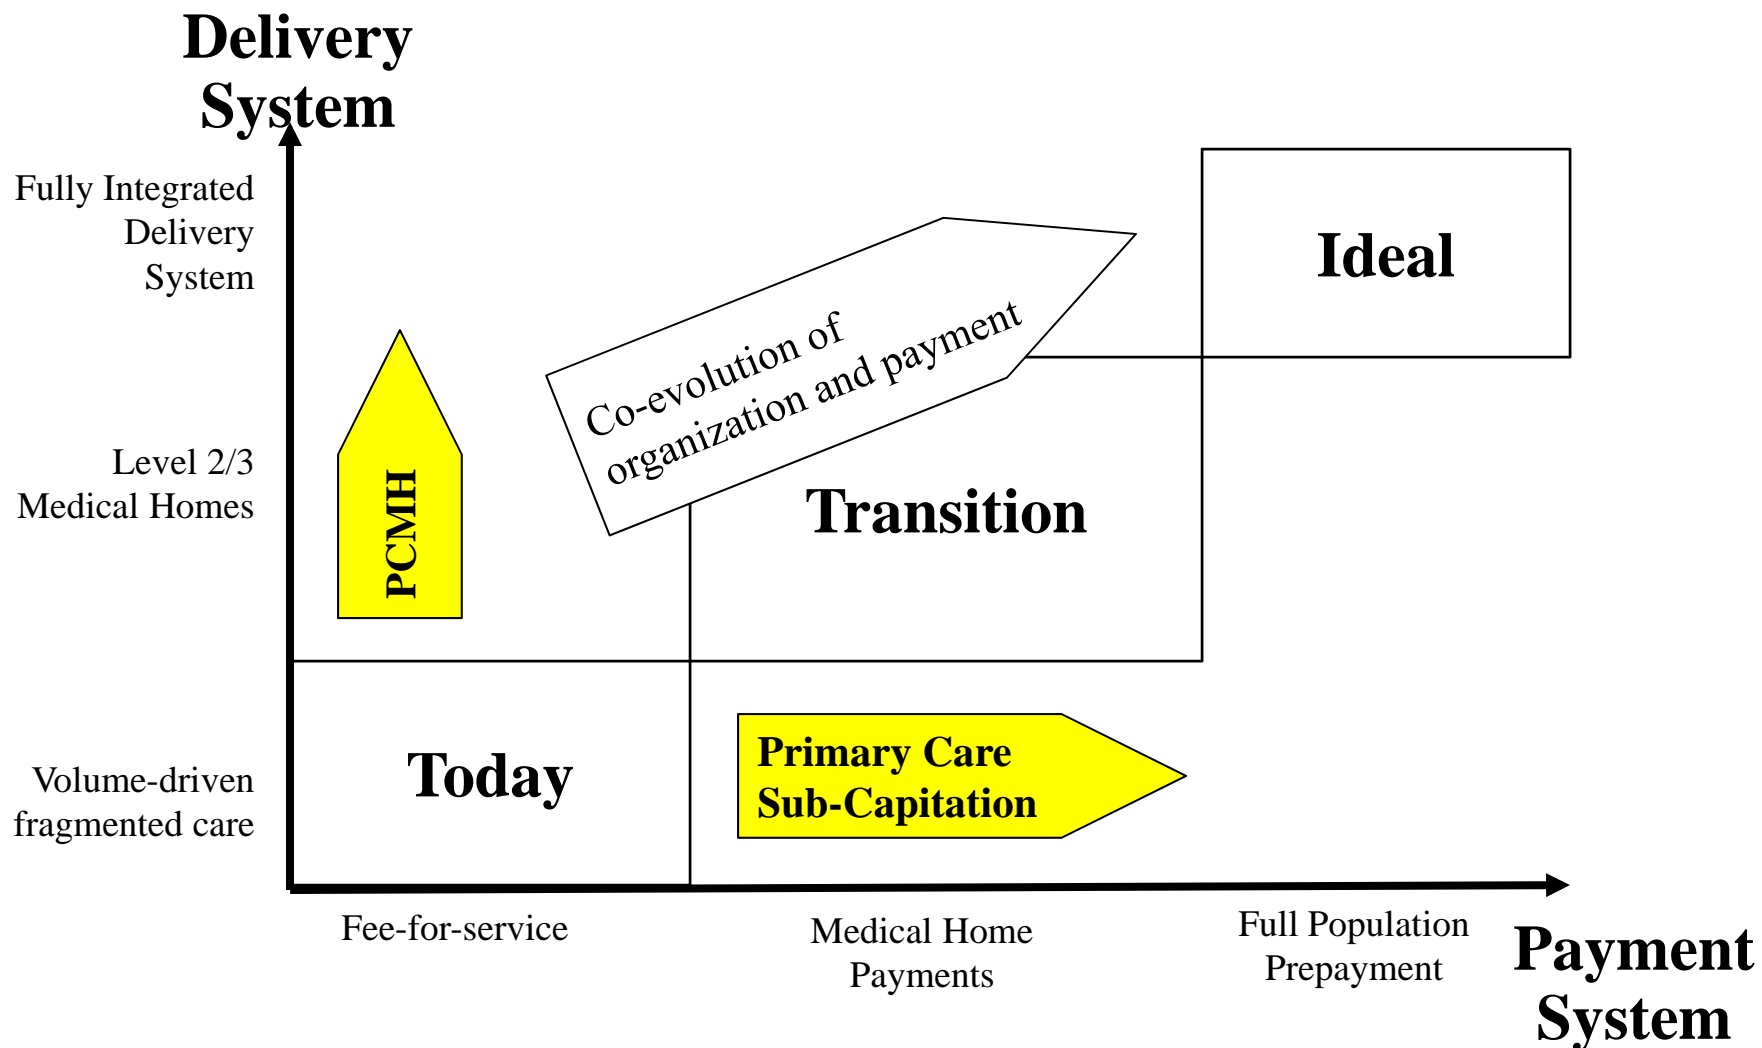 Delivery
System
Fully Integrated
Delivery
System
Ideal
Co-evolution of
organization and payment
Level 2/3
Medical Homes
PCMH
Transition
Volume-driven
fragmented care
Today
Primary Care
Sub-Capitation
Fee-for-service
Medical Home
Payments
Full Population
Prepayment
Payment
System